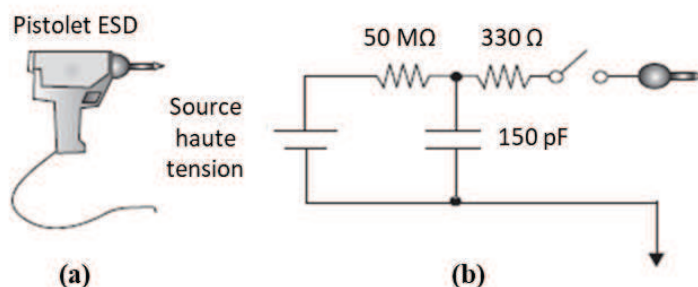 Pistolet ESD
50 MΩ
330 Ω
Source
haute
tension
150 pF
(a)
(b)